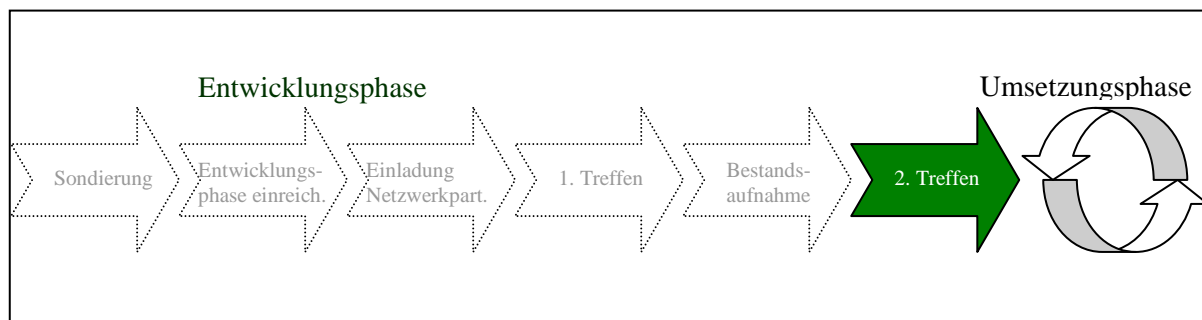 Entwicklungsphase
Umsetzungsphase
Sondierung
Entwicklungs-
phase einreich.
Einladung
Netzwerkpart.
1. Treffen
Bestands-
aufnahme
2. Treffen